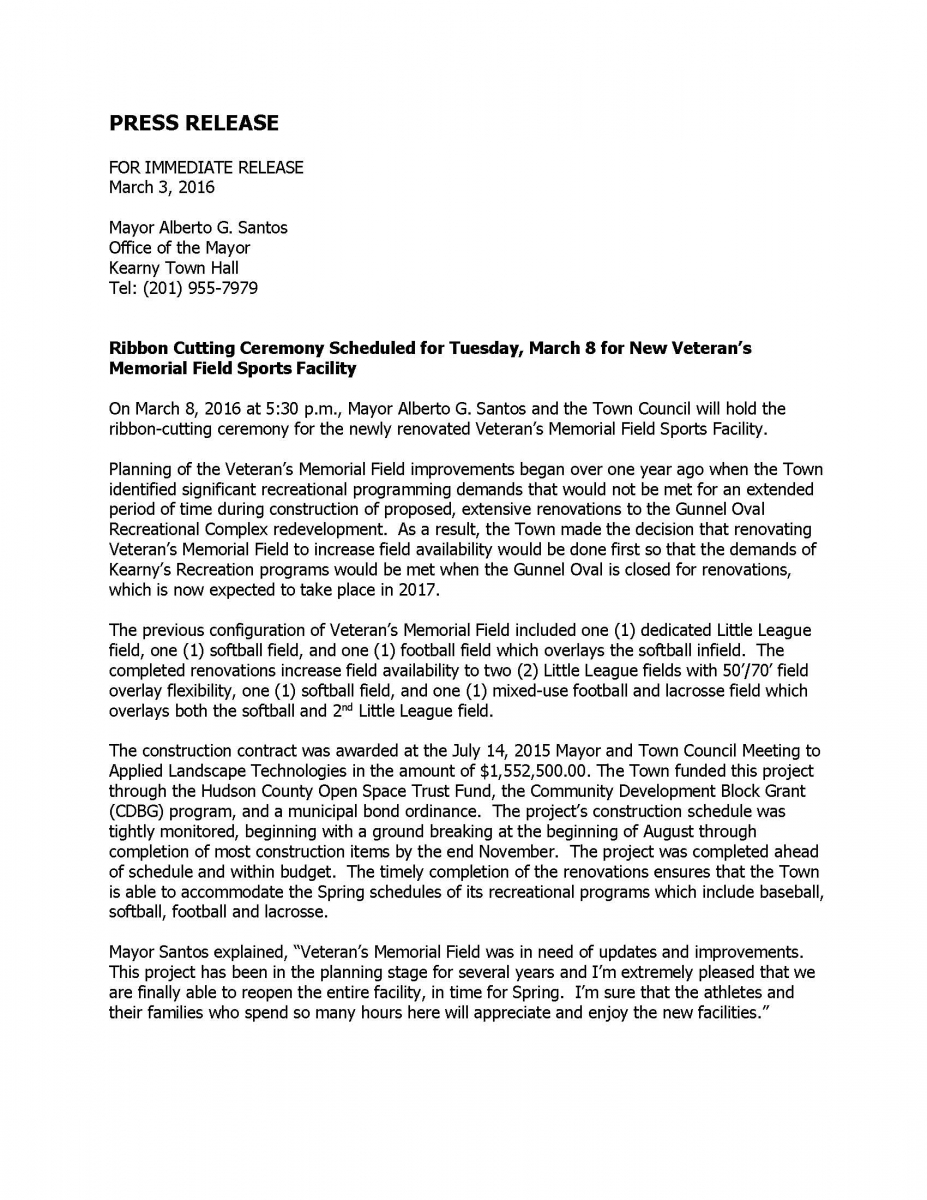 PRESS RELEASE
FOR IMMEDIATE RELEASE
March 3, 2016
Mayor Alberto G. Santos
Office of the Mayor
Kearny Town Hall
Tel: (201) 955-7979
Ribbon Cutting Ceremony Scheduled for Tuesday, March 8 for New Veteran’s
Memorial Field Sports Facility
On March 8, 2016 at 5:30 p.m., Mayor Alberto G. Santos and the Town Council will hold the
ribbon-cutting ceremony for the newly renovated Veteran’s Memorial Field Sports Facility.
Planning of the Veteran’s Memorial Field improvements began over one year ago when the Town
identified significant recreational programming demands that would not be met for an extended
period of time during construction of proposed, extensive renovations to the Gunnel Oval
Recreational Complex redevelopment.  As a result, the Town made the decision that renovating
Veteran’s Memorial Field to increase field availability would be done first so that the demands of
Kearny’s Recreation programs would be met when the Gunnel Oval is closed for renovations,
which is now expected to take place in 2017.
The previous configuration of Veteran’s Memorial Field included one (1) dedicated Little League
field, one (1) softball field, and one (1) football field which overlays the softball infield.  The
completed renovations increase field availability to two (2) Little League fields with 50’/70’ field
overlay flexibility, one (1) softball field, and one (1) mixed-use football and lacrosse field which
overlays both the softball and 2nd Little League field.
The construction contract was awarded at the July 14, 2015 Mayor and Town Council Meeting to
Applied Landscape Technologies in the amount of $1,552,500.00. The Town funded this project
through the Hudson County Open Space Trust Fund, the Community Development Block Grant
(CDBG) program, and a municipal bond ordinance.  The project’s construction schedule was
tightly monitored, beginning with a ground breaking at the beginning of August through
completion of most construction items by the end November.  The project was completed ahead
of schedule and within budget.  The timely completion of the renovations ensures that the Town
is able to accommodate the Spring schedules of its recreational programs which include baseball,
softball, football and lacrosse.
Mayor Santos explained, “Veteran’s Memorial Field was in need of updates and improvements.
This project has been in the planning stage for several years and I’m extremely pleased that we
are finally able to reopen the entire facility, in time for Spring.  I’m sure that the athletes and
their families who spend so many hours here will appreciate and enjoy the new facilities.”